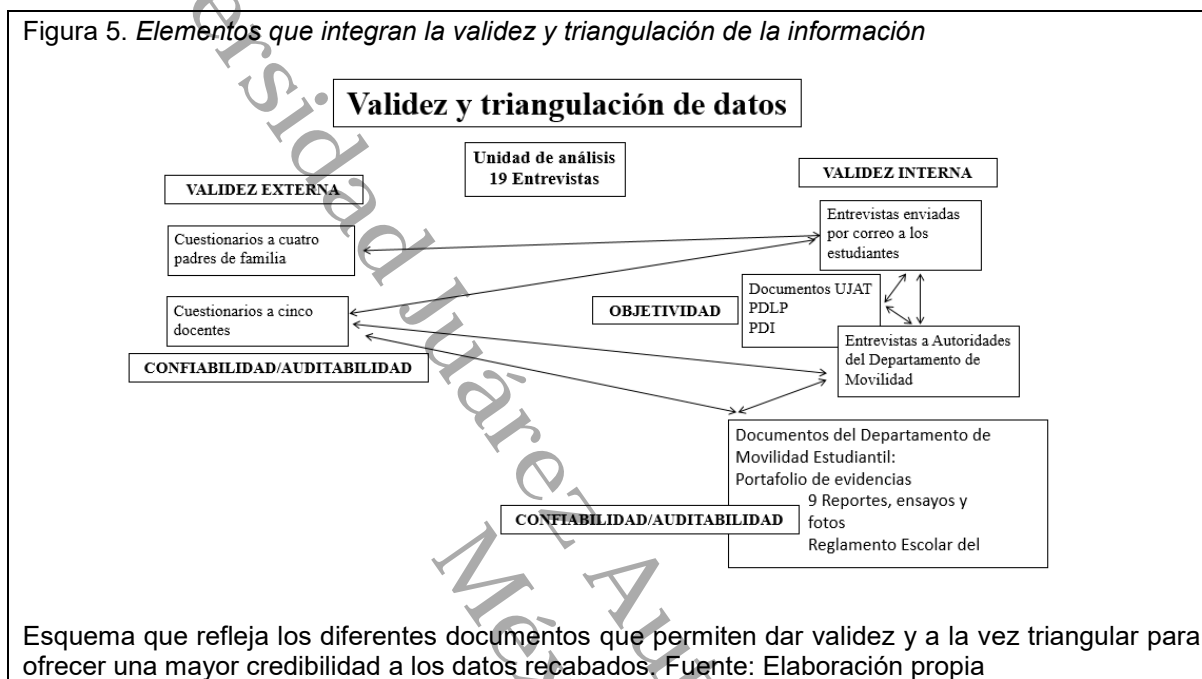 Figura 5. Elementos que integran la validez y triangulación de la información
Validez y triangulación de datos
Unidad de análisis
19 Entrevistas
VALIDEZ EXTERNA
VALIDEZ INTERNA
Cuestionarios a cuatro
padres de familia
Entrevistas enviadas
por correo a los
estudiantes
Cuestionarios a cinco
docentes
OBJETIVIDAD
Documentos UJAT
PDLP
PDI
Entrevistas a Autoridades
del Departamento de
Movilidad
CONFIABILIDAD/AUDITABILIDAD
Documentos del Departamento de
Movilidad Estudiantil:
Portafolio de evidencias
9 Reportes, ensayos y
fotos
Reglamento Escolar del
CONFIABILIDAD/AUDITABILIDAD
Esquema que refleja los diferentes documentos que permiten dar validez y a la vez triangular para
ofrecer una mayor credibilidad a los datos recabados. Fuente: Elaboración propia
ersidad Juárez Au
Mé